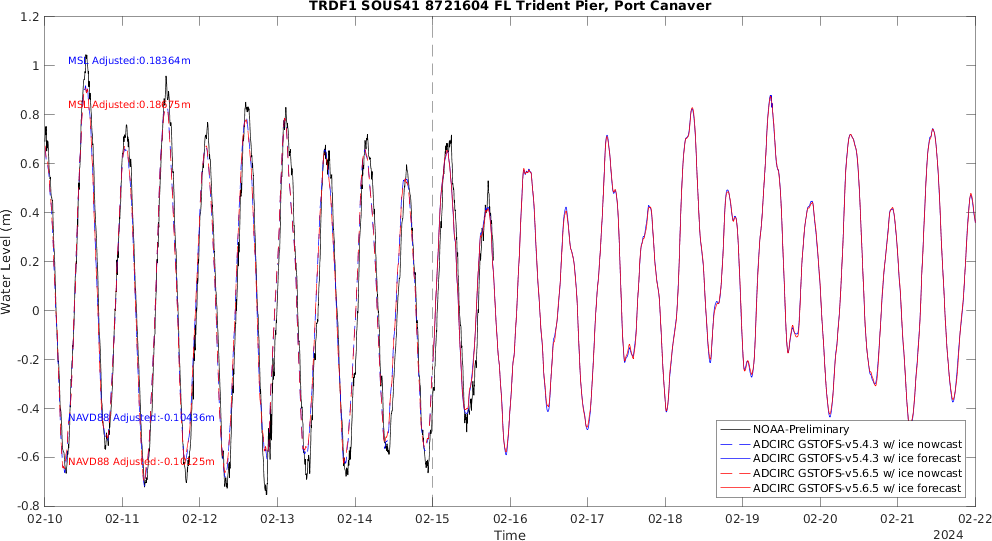 TRDF1 SOUS41 8721604 FL Trident Pier, Port Canaver
1.2
1
0.8
0.6
0.4
0.2
0
-0.2
-0.4
-0.6
-0.8
Water Level (m)
MSL Adjusted:0.18364m
MSL Adjusted:0.18675m
NAVD88 Adjusted:-0.10436m
NAVD88 Adjusted:-0.10125m
NOAA-Preliminary
ADCIRC GSTOFS-v5.4.3 w/ ice nowcast
ADCIRC GSTOFS-v5.4.3 w/ ice forecast
ADCIRC GSTOFS-v5.6.5 w/ ice nowcast
ADCIRC GSTOFS-v5.6.5 w/ ice forecast
02-10 02-11 02-12 02-13 02-14 02-15 02-16 02-17 02-18 02-19 02-20 02-21 02-22
Time
2024